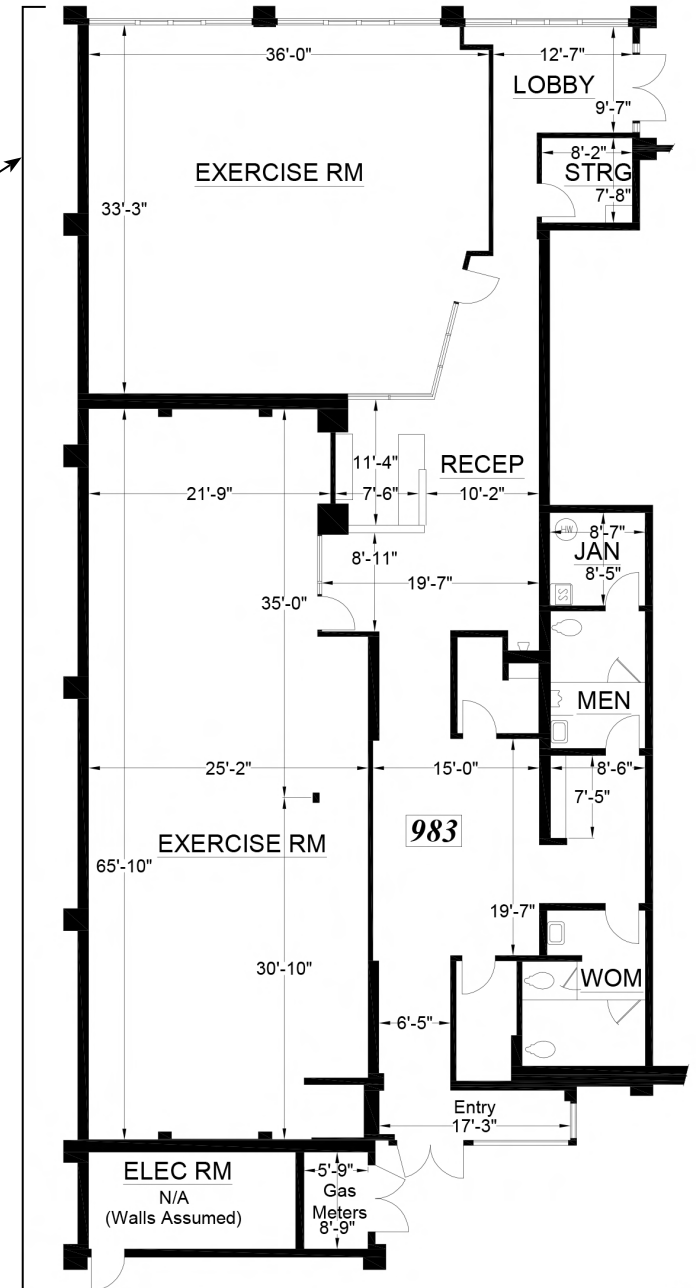 36'-0"
12'-7"
LOBBY
9'-7"
8'-2"
STRG
7'-8"
EXERCISE RM
33'-3"
11'-4"
RECEP
21'-9"
7'-6"
10'-2"
8'-11"
HW
8'-7"
JAN
8'-5"
19'-7"
35'-0"
MEN
25'-2"
15'-0"
8'-6"
7'-5"
983
EXERCISE RM
65'-10"
19'-7"
30'-10"
WOM
6'-5"
Entry
17'-3"
ELEC RM
N/A
(Walls Assumed)
5'-9"
Gas
Meters
8'-9"